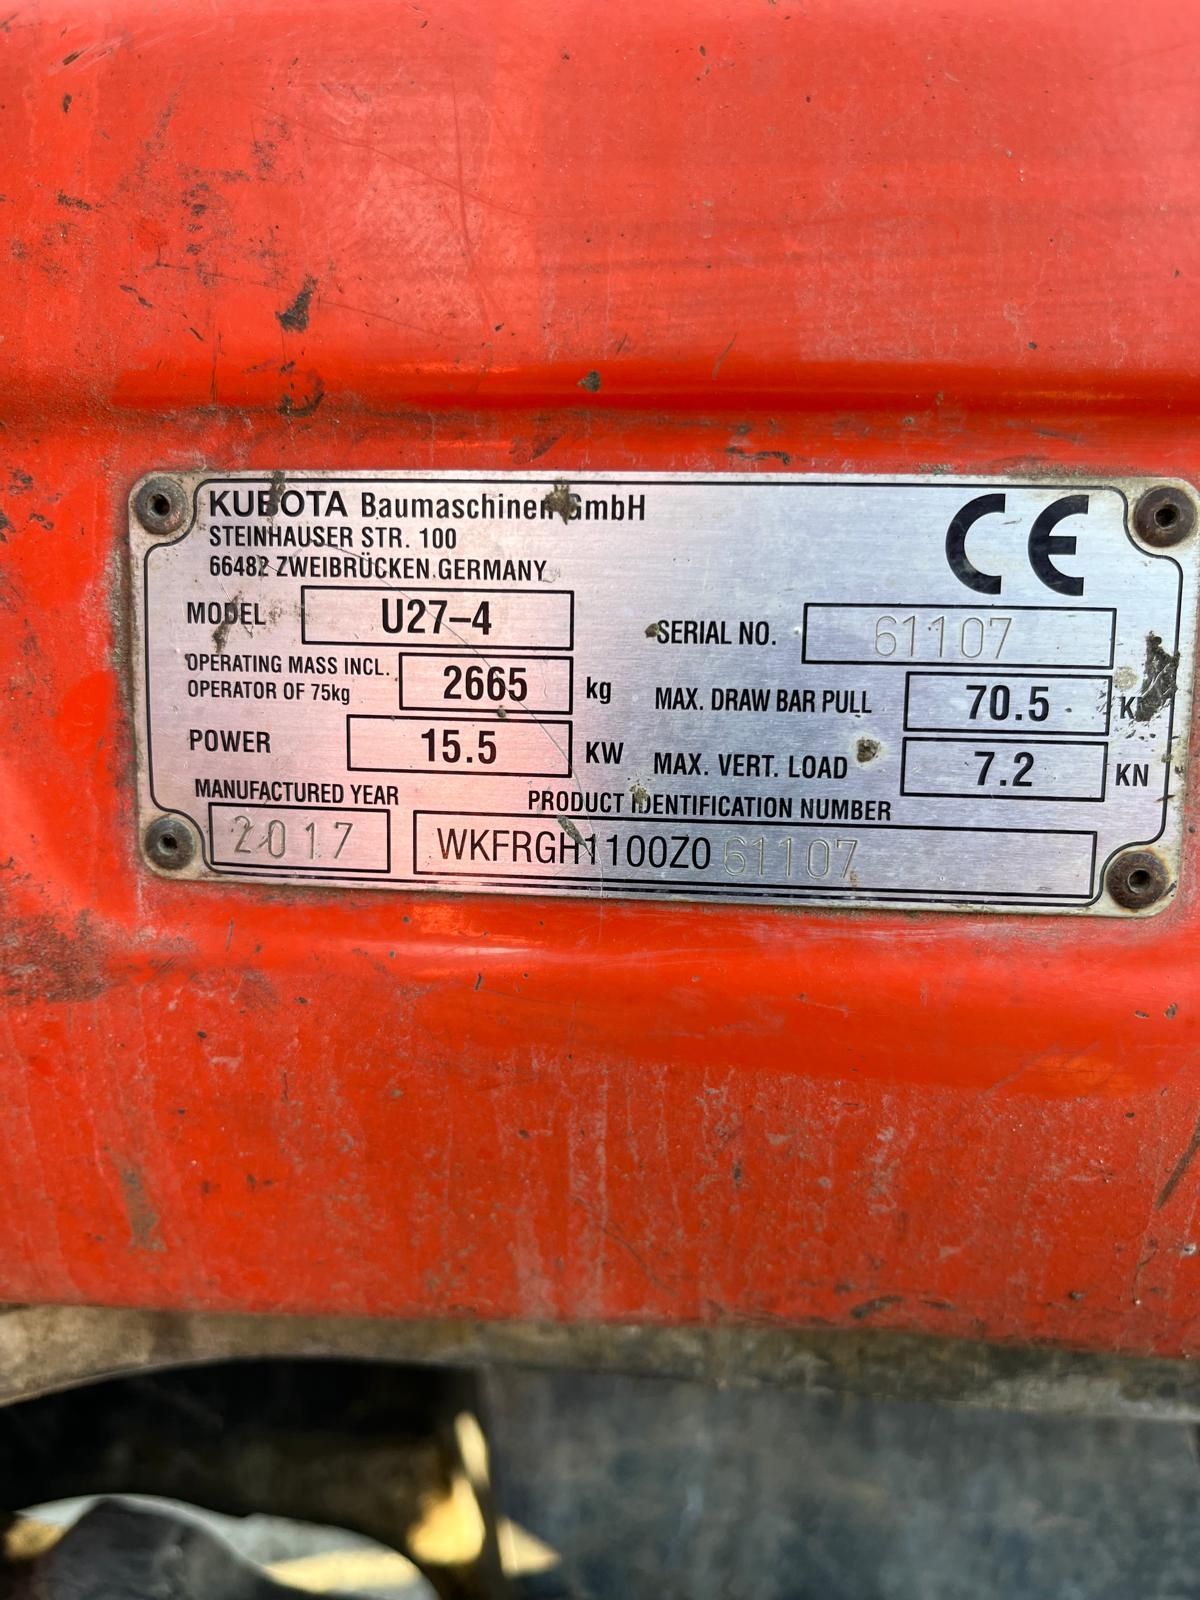 KUBOTA Baumaschinen GmbH
STEINHAUSER STR. 100
66482 ZWEIBRÜCKEN.GERMANY
CE
MODEL U27-4
SERIAL NO. 61107
OPERATING MASS INCL.
OPERATOR OF 75kg 2665 kg
MAX. DRAW BAR PULL 70.5 KN
POWER 15.5 KW
MAX. VERT. LOAD 7.2 KN
MANUFACTURED YEAR
2017
PRODUCT IDENTIFICATION NUMBER
WKFRGH1100Z061107